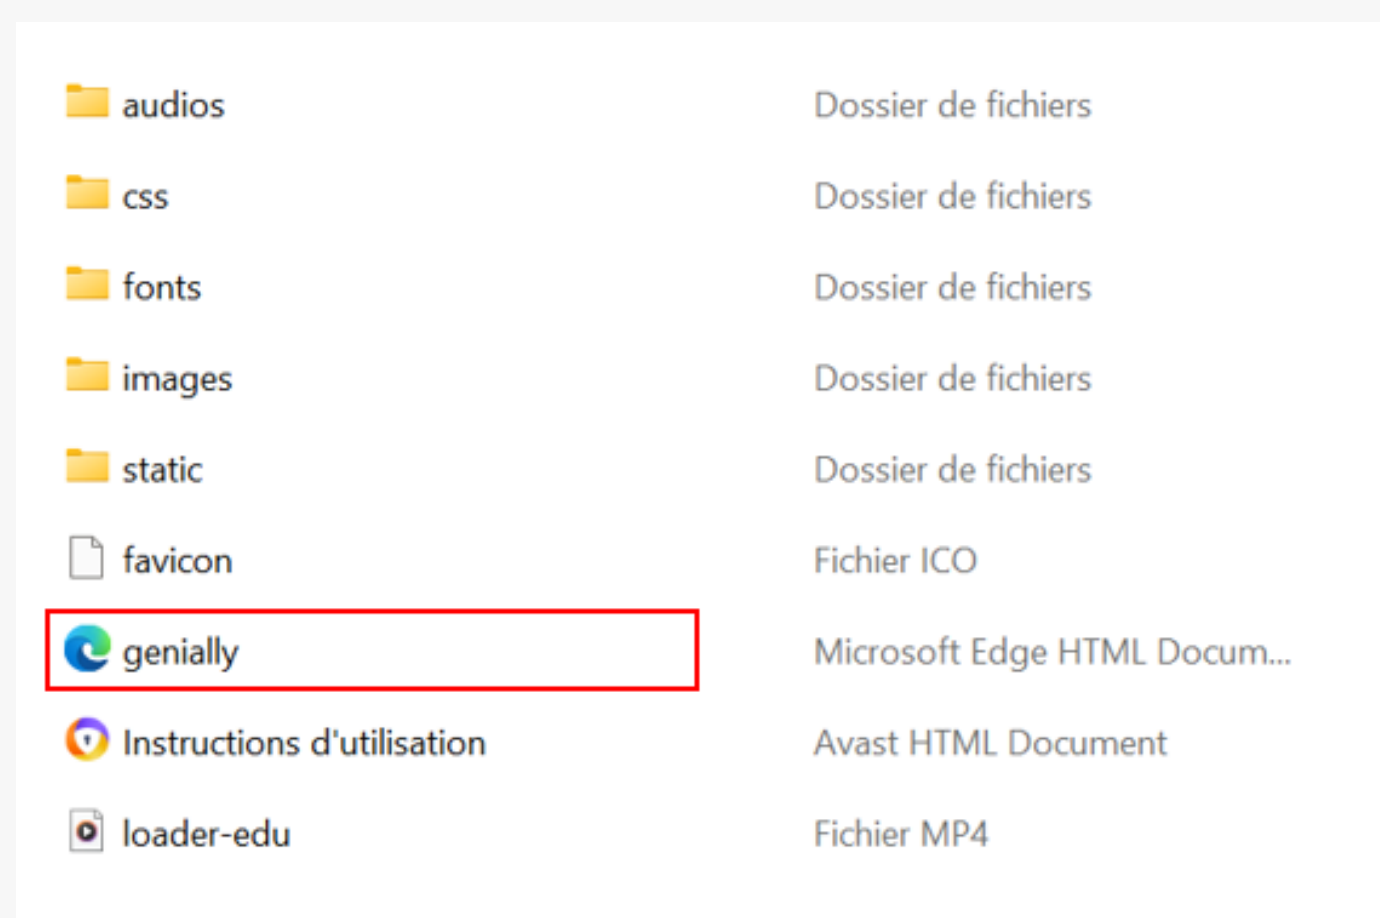 audios Dossier de fichiers
css Dossier de fichiers
fonts Dossier de fichiers
images Dossier de fichiers
static Dossier de fichiers
favicon Fichier ICO
genially Microsoft Edge HTML Docum...
Instructions d'utilisation Avast HTML Document
loader-edu Fichier MP4